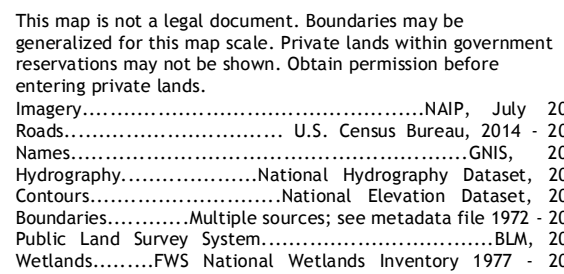 This map is not a legal document. Boundaries may be
generalized for this map scale. Private lands within government
reservations may not be shown. Obtain permission before
entering private lands.
Imagery.....................................................NAIP, July 20
Roads.................................. U.S. Census Bureau, 2014 - 20
Names.............................................................GNIS, 20
Hydrography.....................National Hydrography Dataset, 20
Contours.............................National Elevation Dataset, 20
Boundaries............Multiple sources; see metadata file 1972 - 20
Public Land Survey System....................................BLM, 20
Wetlands.........FWS National Wetlands Inventory 1977 - 20